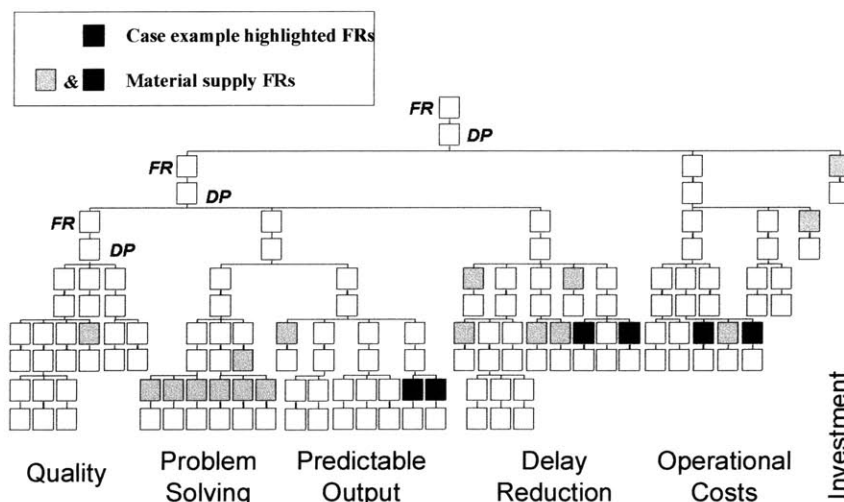 Case example highlighted FRs
& Material supply FRs
FR
DP
FR
DP
FR
DP
Quality
Problem
Solving
Predictable
Output
Delay
Reduction
Operational
Costs
Investment